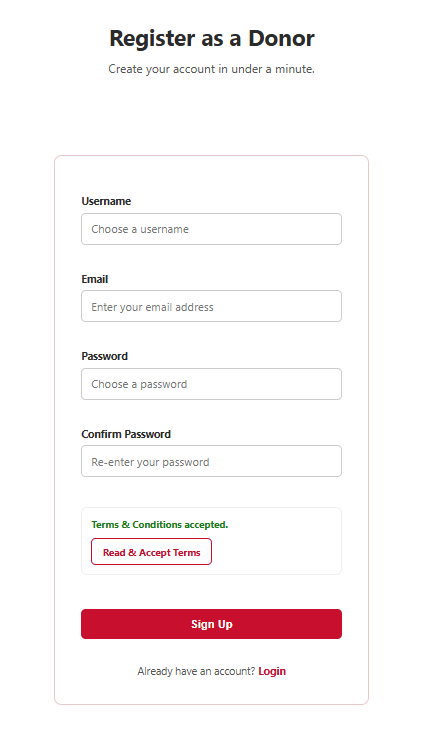 Register as a Donor
Create your account in under a minute.
Username
Choose a username
Email
Enter your email address
Password
Choose a password
Confirm Password
Re-enter your password
Terms & Conditions accepted.
Read & Accept Terms
Sign Up
Already have an account? Login